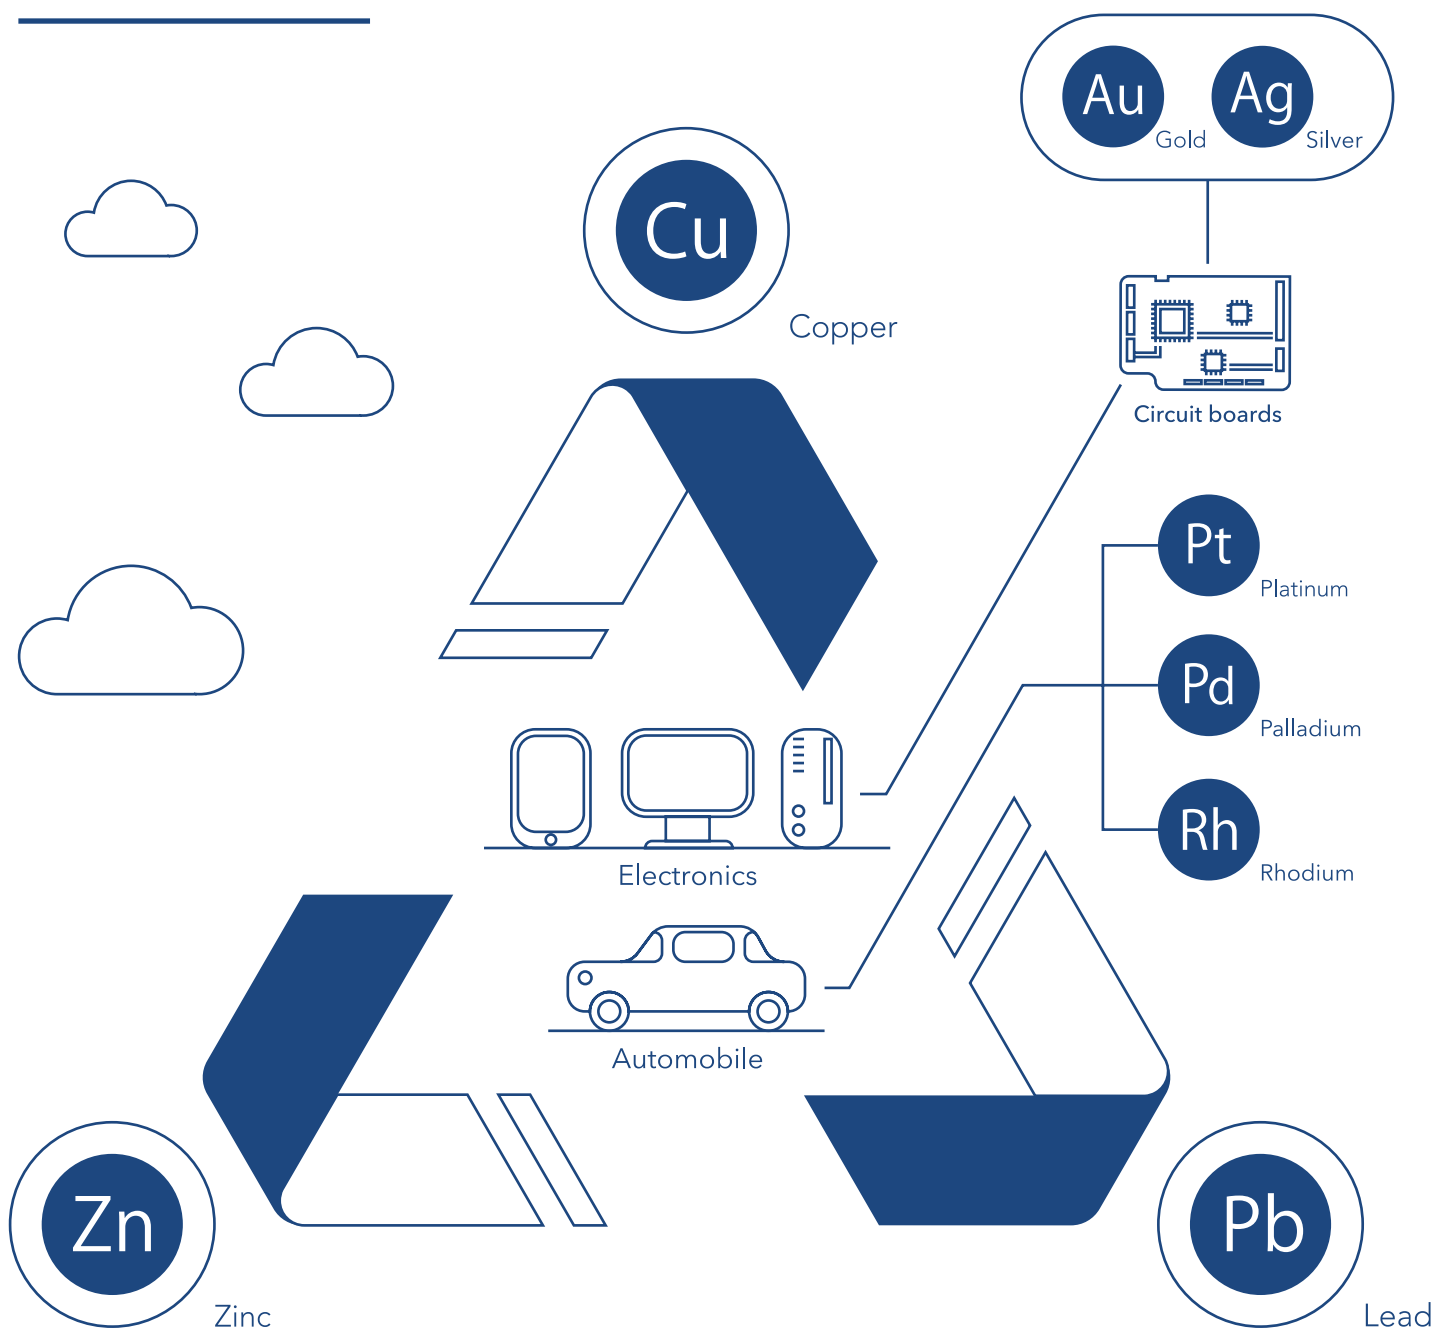 Au
Gold
Ag
Silver
Cu
Copper
Circuit boards
Pt
Platinum
Pd
Palladium
Rh
Rhodium
Electronics
Automobile
Zn
Zinc
Pb
Lead